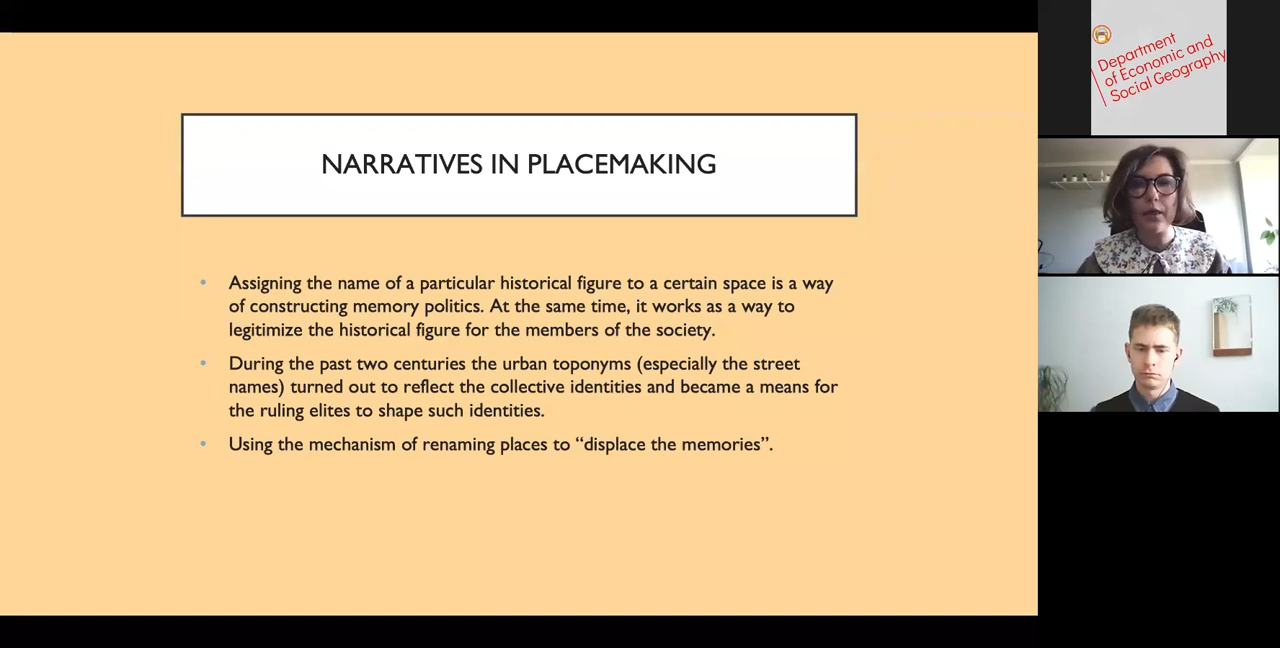 NARRATIVES IN PLACEMAKING
• Assigning the name of a particular historical figure to a certain space is a way
of constructing memory politics. At the same time, it works as a way to
legitimize the historical figure for the members of the society.
• During the past two centuries the urban toponyms (especially the street
names) turned out to reflect the collective identities and became a means for
the ruling elites to shape such identities.
• Using the mechanism of renaming places to “displace the memories”.
Department
of Economic and
Social Geography